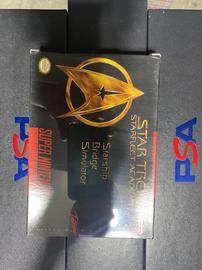 STAR TREK
STARFLEET ACADEMY
Starship
Bridge
Simulator
SUPER NINTENDO
PSA
PSA